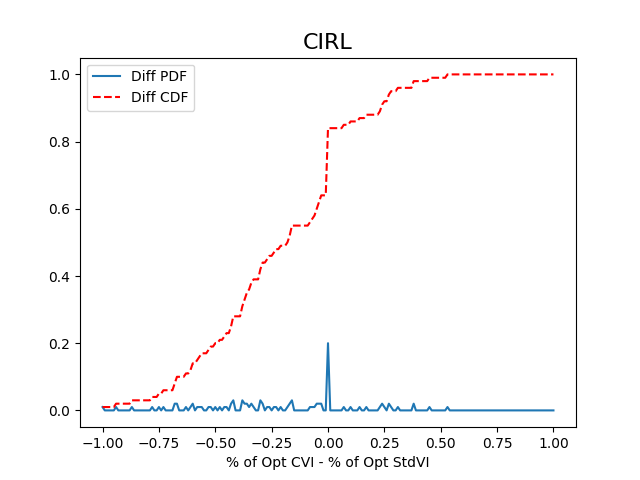 CIRL
Diff PDF
Diff CDF
1.0
0.8
0.6
0.4
0.2
0.0
−1.00 −0.75 −0.50 −0.25 0.00 0.25 0.50 0.75 1.00
% of Opt CVI - % of Opt StdVI